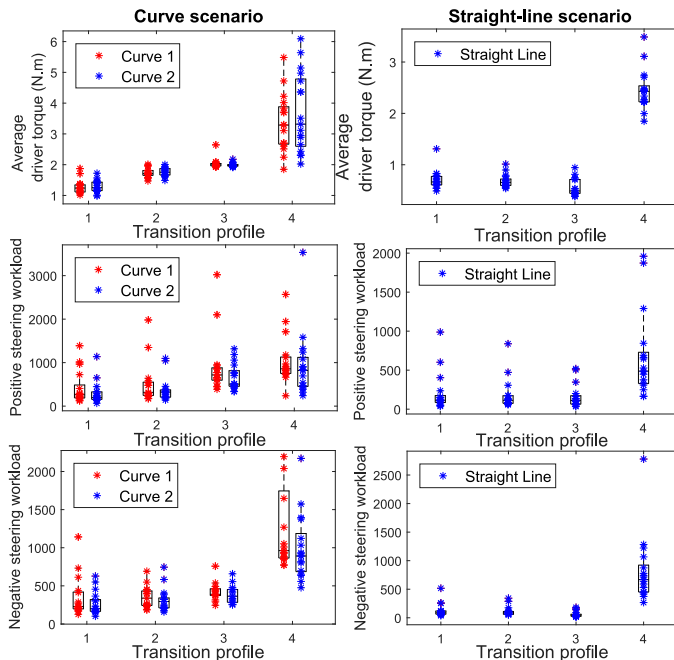 Curve scenario
Average
driver torque (N.m)
6
5
4
3
2
1
Curve 1
Curve 2
1 2 3 4
Transition profile
Straight-line scenario
Average
driver torque (N.m)
3
2
1
Straight Line
1 2 3 4
Transition profile
Positive steering workload
3000
2000
1000
0
Curve 1
Curve 2
1 2 3 4
Transition profile
Positive steering workload
2000
1500
1000
500
0
Straight Line
1 2 3 4
Transition profile
Negative steering workload
2000
1500
1000
500
0
Curve 1
Curve 2
1 2 3 4
Transition profile
Negative steering workload
2500
2000
1500
1000
500
0
Straight Line
1 2 3 4
Transition profile